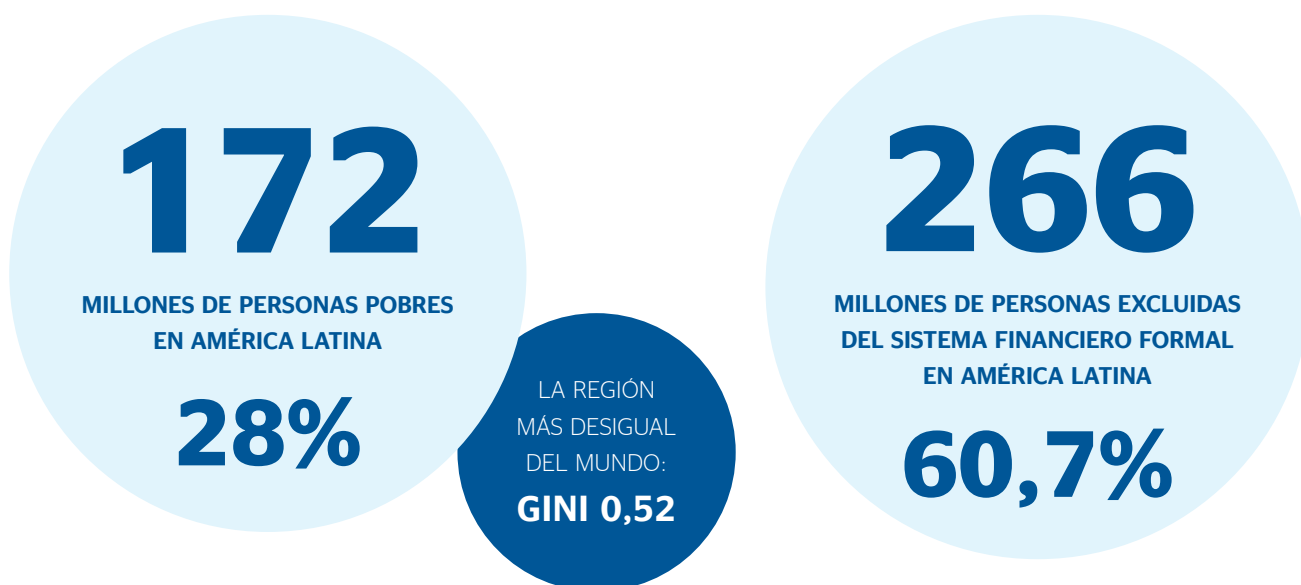 172
MILLONES DE PERSONAS POBRES
EN AMÉRICA LATINA
28%
LA REGIÓN
MÁS DESIGUAL
DEL MUNDO:
GINI 0,52
266
MILLONES DE PERSONAS EXCLUIDAS
DEL SISTEMA FINANCIERO FORMAL
EN AMÉRICA LATINA
60,7%